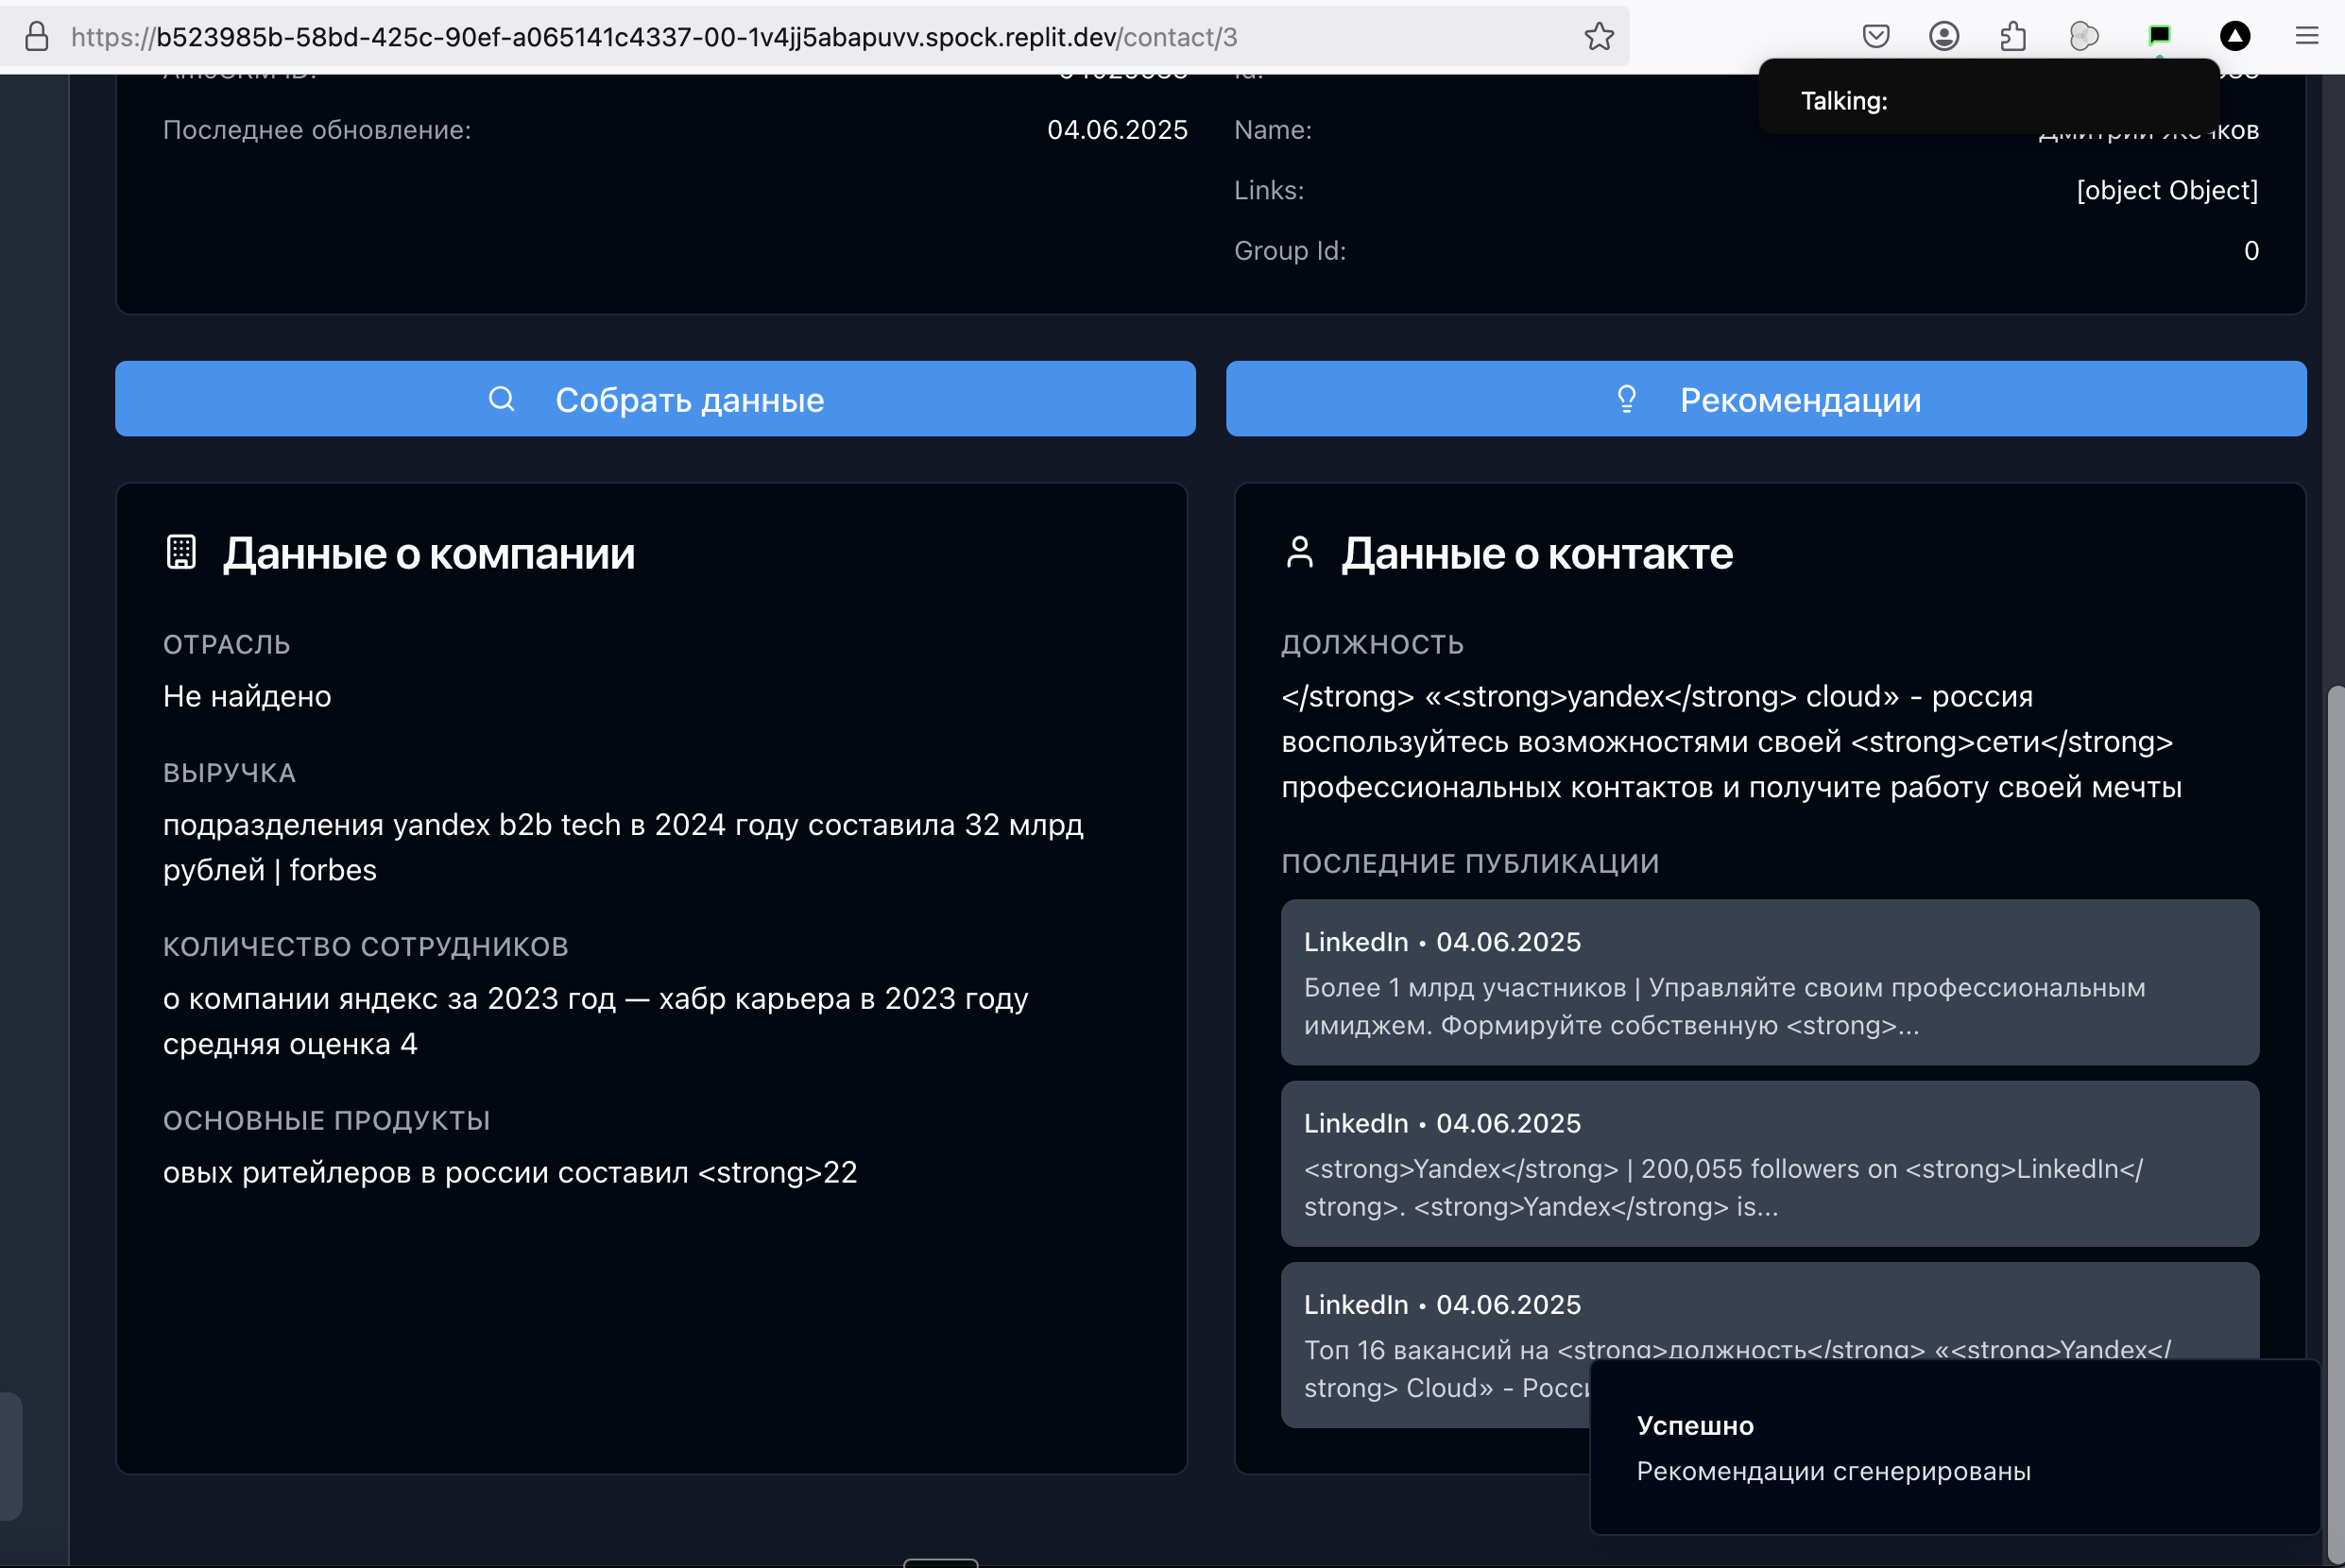 https://b523985b-58bd-425c-90ef-a065141c4337-00-1v4jj5abapuvv.spock.replit.dev/contact/3
Talking:
Последнее обновление:
04.06.2025
Name:
Дмитрий
Links:
[object Object]
Group Id:
0
Собрать данные
Рекомендации
Данные о компании
ОТРАСЛЬ
Не найдено
ВЫРУЧКА
подразделения yandex b2b tech в 2024 году составила 32 млрд
рублей | forbes
КОЛИЧЕСТВО СОТРУДНИКОВ
о компании яндекс за 2023 год — хабр карьера в 2023 году
средняя оценка 4
ОСНОВНЫЕ ПРОДУКТЫ
овых ритейлеров в россии составил <strong>22
Данные о контакте
ДОЛЖНОСТЬ
</strong> «<strong>yandex</strong> cloud» - россия
воспользуйтесь возможностями своей <strong>сети</strong>
профессиональных контактов и получите работу своей мечты
ПОСЛЕДНИЕ ПУБЛИКАЦИИ
LinkedIn • 04.06.2025
Более 1 млрд участников | Управляйте своим профессиональным
имиджем. Формируйте собственную <strong>...
LinkedIn • 04.06.2025
<strong>Yandex</strong> | 200,055 followers on <strong>LinkedIn</
strong>. <strong>Yandex</strong> is...
LinkedIn • 04.06.2025
Топ 16 вакансий на <strong>должность</strong> «<strong>Yandex</
strong> Cloud» - Росси
Успешно
Рекомендации сгенерированы